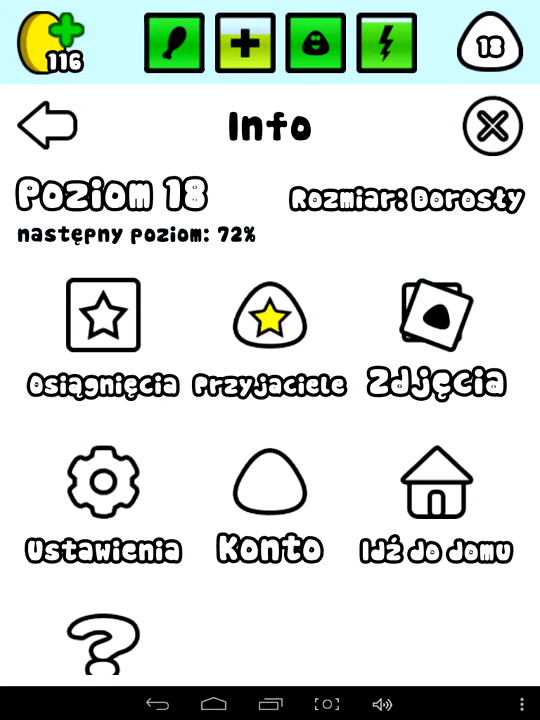 116
18
Info
Poziom 18
Rozmiar: Dorosły
następny poziom: 72%
Osiągnięcia
Przyjaciele
Zdjęcia
Ustawienia
Konto
Idź do domu